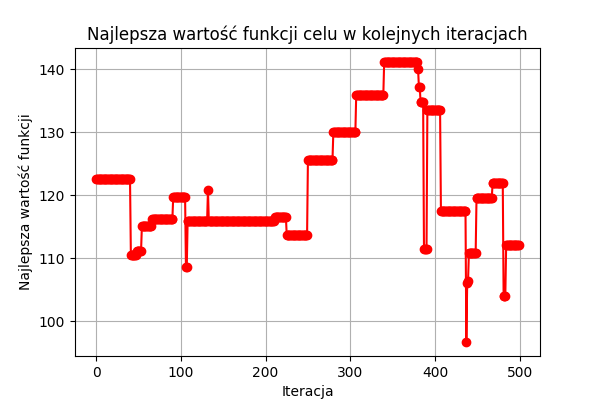 Najlepsza wartość funkcji celu w kolejnych iteracjach
Najlepsza wartość funkcji
140
130
120
110
100
0 100 200 300 400 500
Iteracja